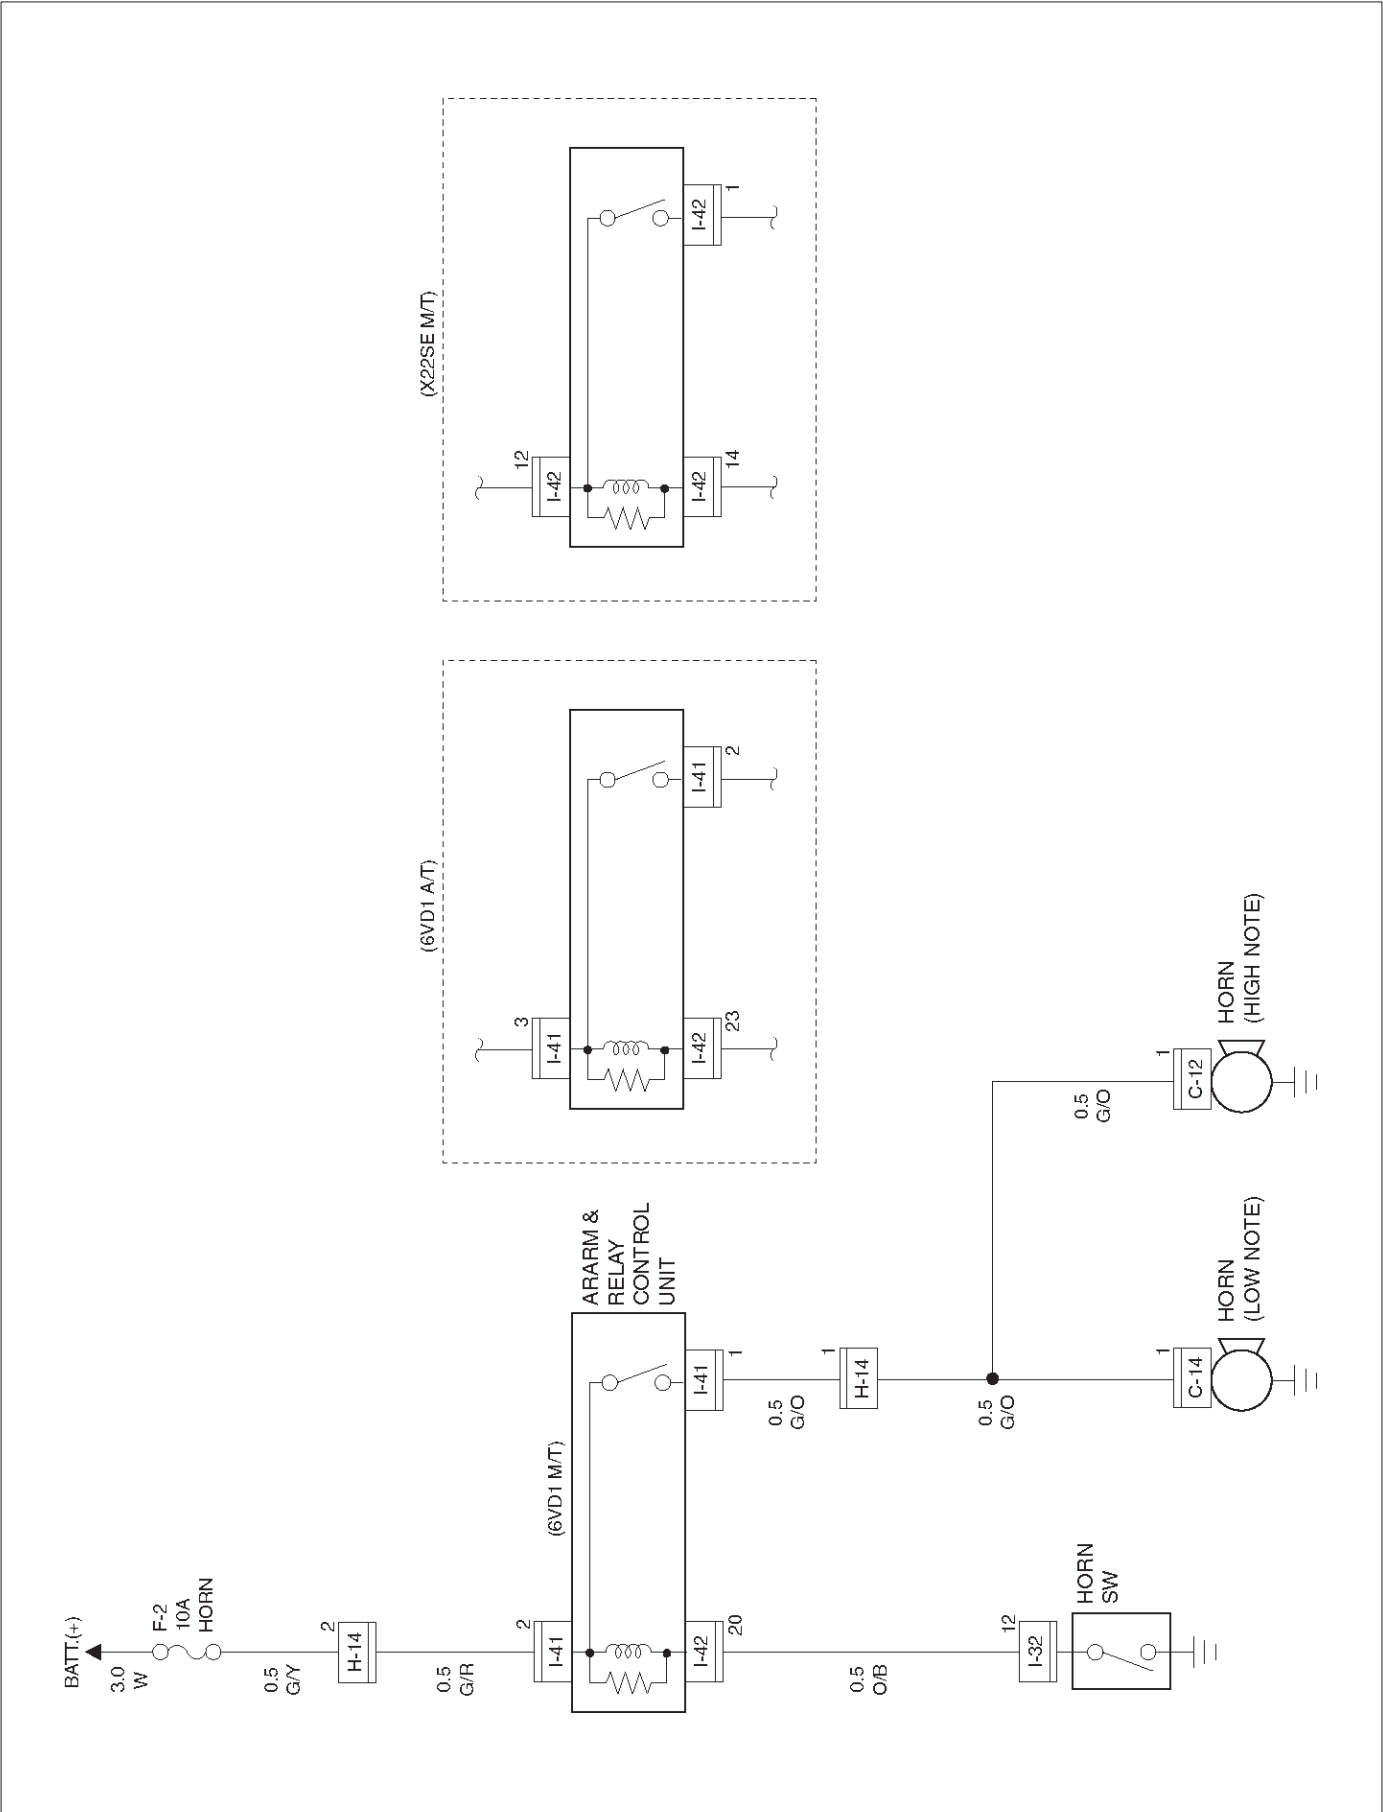 BATT.(+)
3.0
W
F-2
10A
HORN
0.5
G/Y
2
H-14
0.5
G/R
2
I-41
(6VD1 M/T)
ARARM &
RELAY
CONTROL
UNIT
I-42
20
I-41
1
0.5
O/B
12
I-32
HORN
SW
0.5
G/O
1
H-14
0.5
G/O
1
C-14
HORN
(LOW NOTE)
0.5
G/O
1
C-12
HORN
(HIGH NOTE)
(6VD1 A/T)
3
I-41
I-42
23
I-41
2
(X22SE M/T)
12
I-42
I-42
14
I-42
1